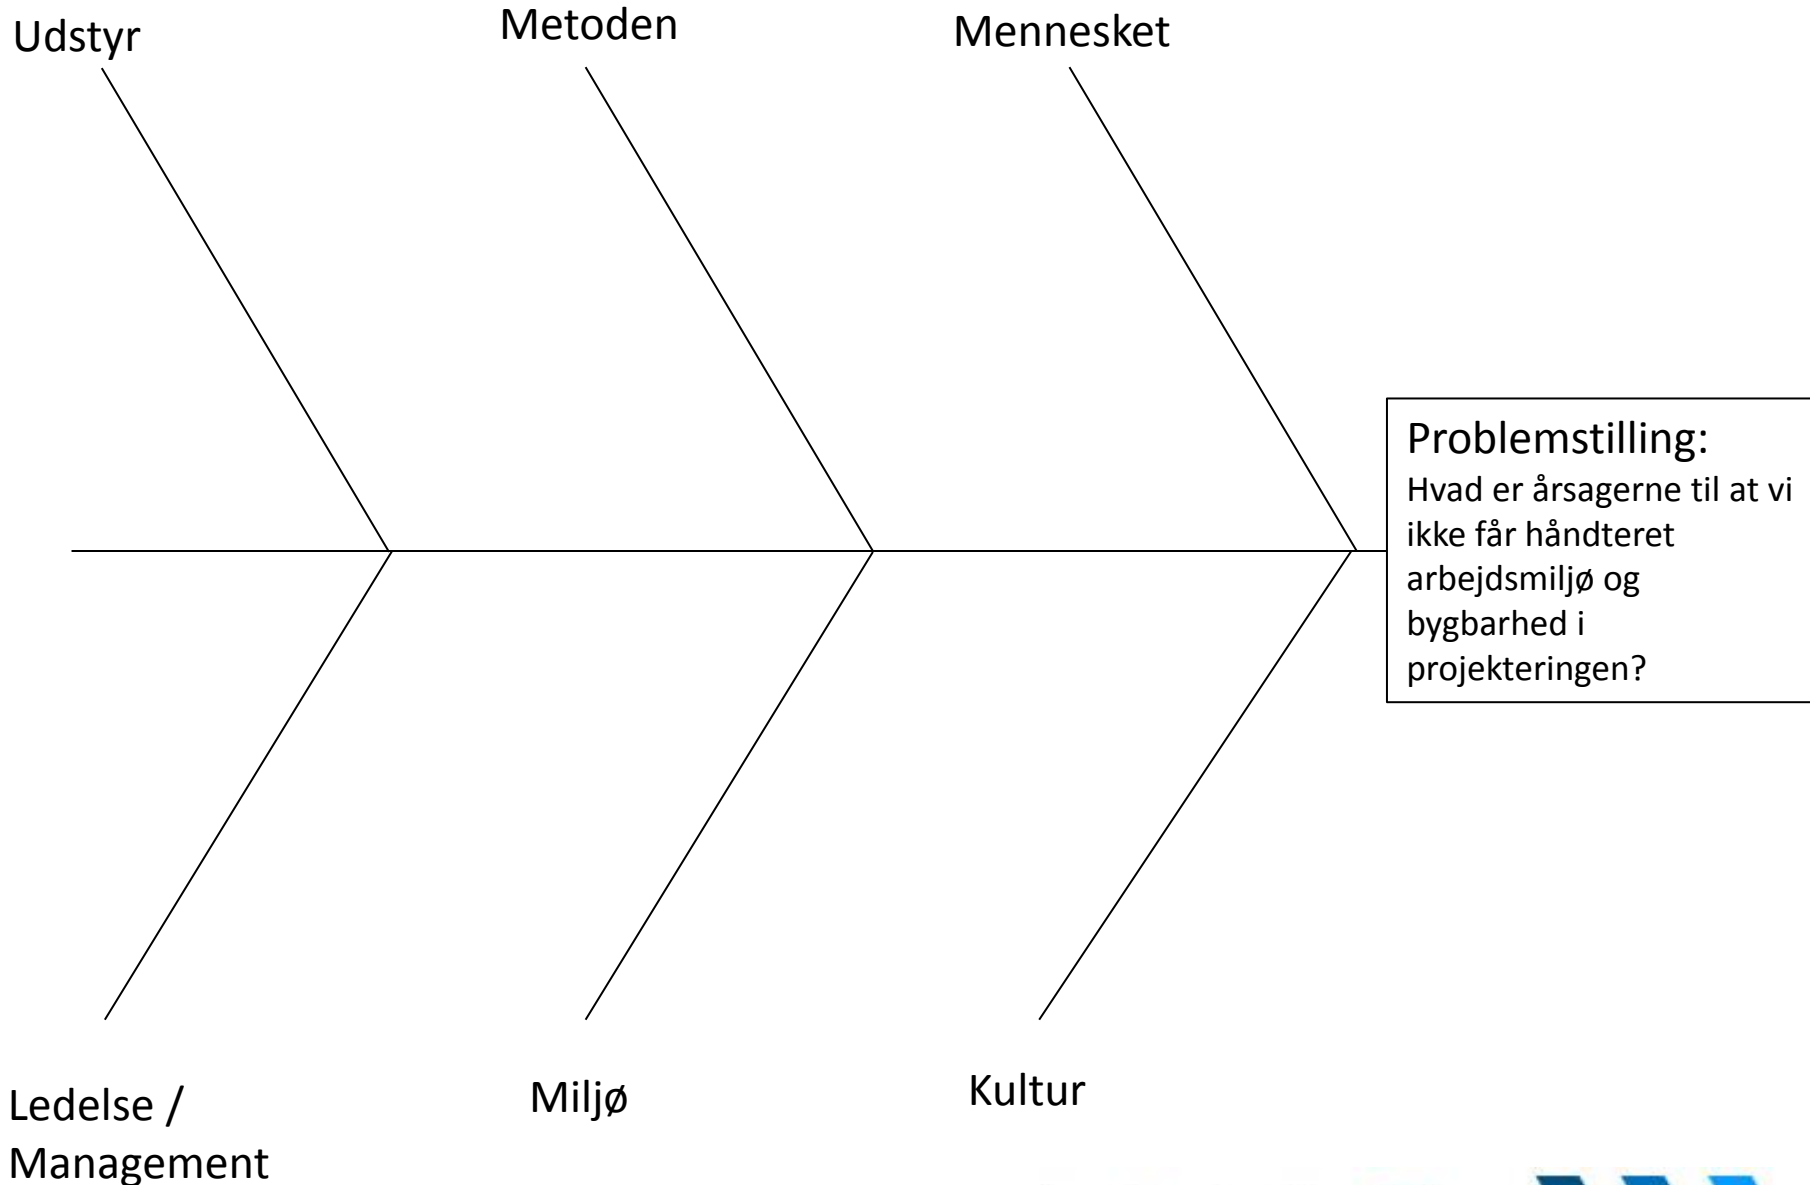 Udstyr
Metoden
Mennesket
Problemstilling:
Hvad er årsagerne til at vi
ikke får håndteret
arbejdsmiljø og
bygbarhed i
projekteringen?
Ledelse /
Management
Miljø
Kultur